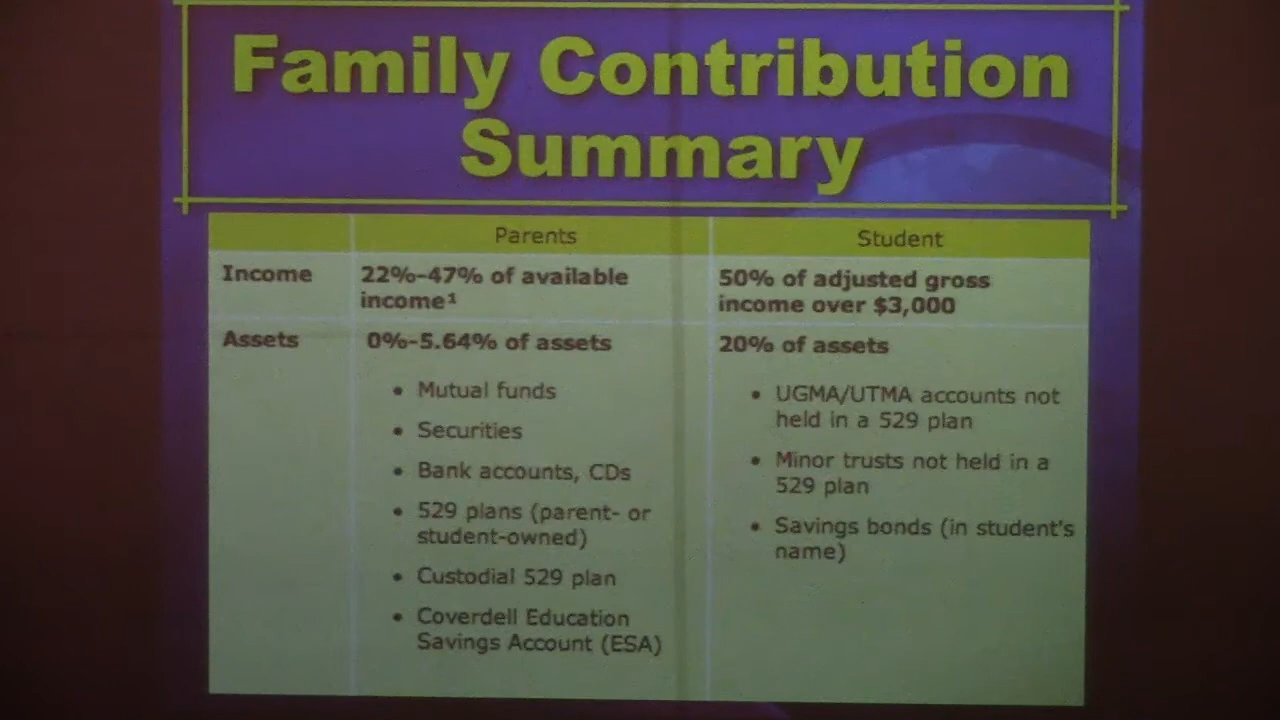 Family Contribution
Summary
Parents
Student
Income
22%-47% of available
income¹
50% of adjusted gross
income over $3,000
Assets
0%-5.64% of assets
• Mutual funds
• Securities
• Bank accounts, CDs
• 529 plans (parent- or
student-owned)
• Custodial 529 plan
• Coverdell Education
Savings Account (ESA)
20% of assets
• UGMA/UTMA accounts not
held in a 529 plan
• Minor trusts not held in a
529 plan
• Savings bonds (in student's
name)